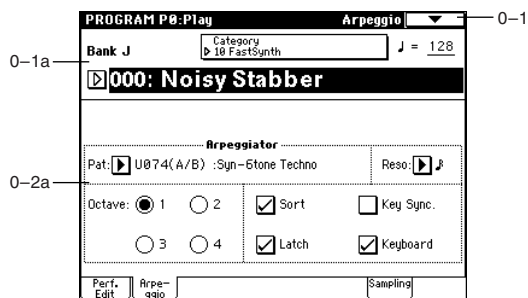 PROGRAM P0:Play Arpeggio 0–1
Bank J Category ♩ = 128
10 FastSynth
0–1a
000: Noisy Stabber
Arpeggiator
Pat: U074(A/B) :Syn-6tone Techno Reso: ♪
0–2a
Octave: 1 2 Sort Key Sync.
3 4 Latch Keyboard
Perf. Edit Arpe-ggio Sampling